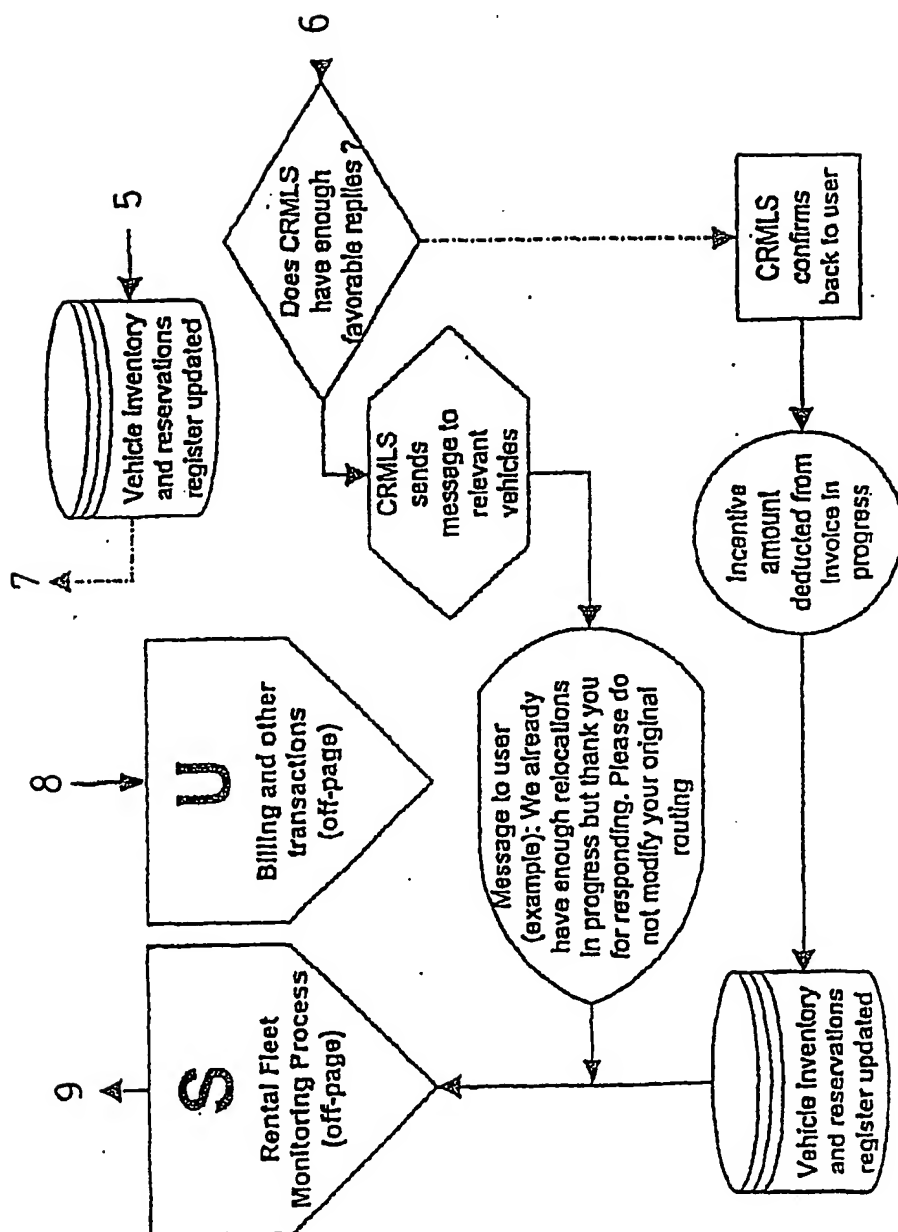 9
S
Rental Fleet
Monitoring Process
(off-page)
8
U
Billing and other
transactions
(off-page)
7
Vehicle Inventory
and reservations
register updated
5
Message to user
(example): We already
have enough relocations
In progress but thank you
for responding. Please do
not modify your original
routing
CRMLS
sends
message to
relevant
vehicles
Does CRMLS
have enough
favorable replies ?
6
Vehicle Inventory
and reservations
register updated
Incentive
amount
deducted from
Invoice In
progress
CRMLS
confirms
back to user